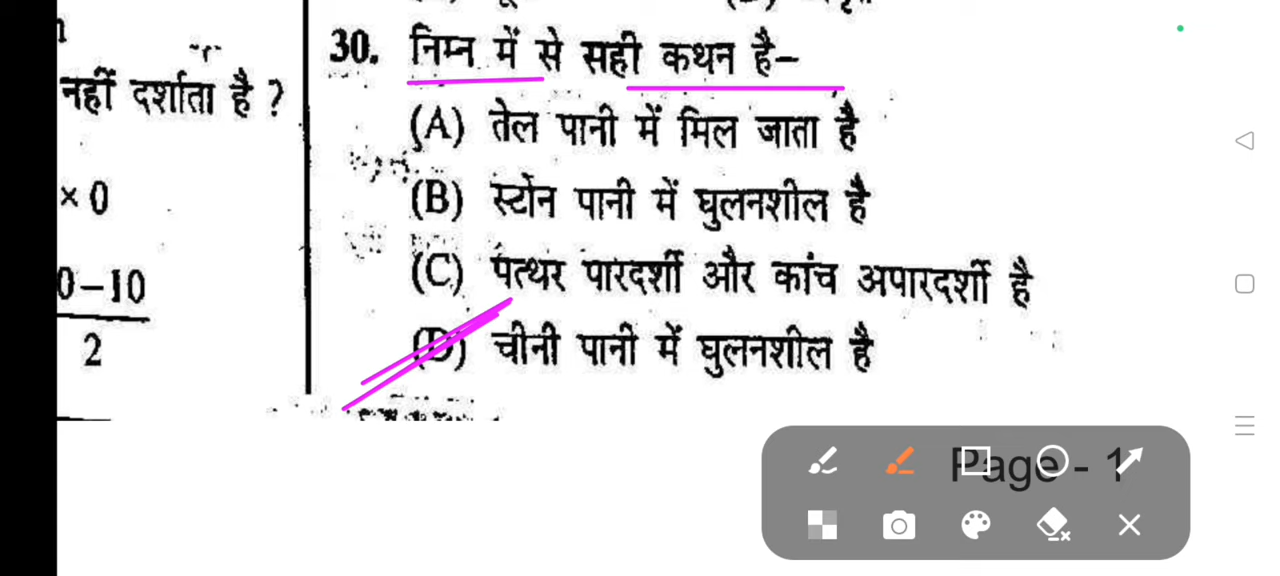 नहीं दर्शाता है ?
× 0
0-10
2
30. निम्न में से सही कथन है-
(A) तेल पानी में मिल जाता है
(B) स्टोन पानी में घुलनशील है
(C) पत्थर पारदर्शी और कांच अपारदर्शी है
(D) चीनी पानी में घुलनशील है
Page - 1